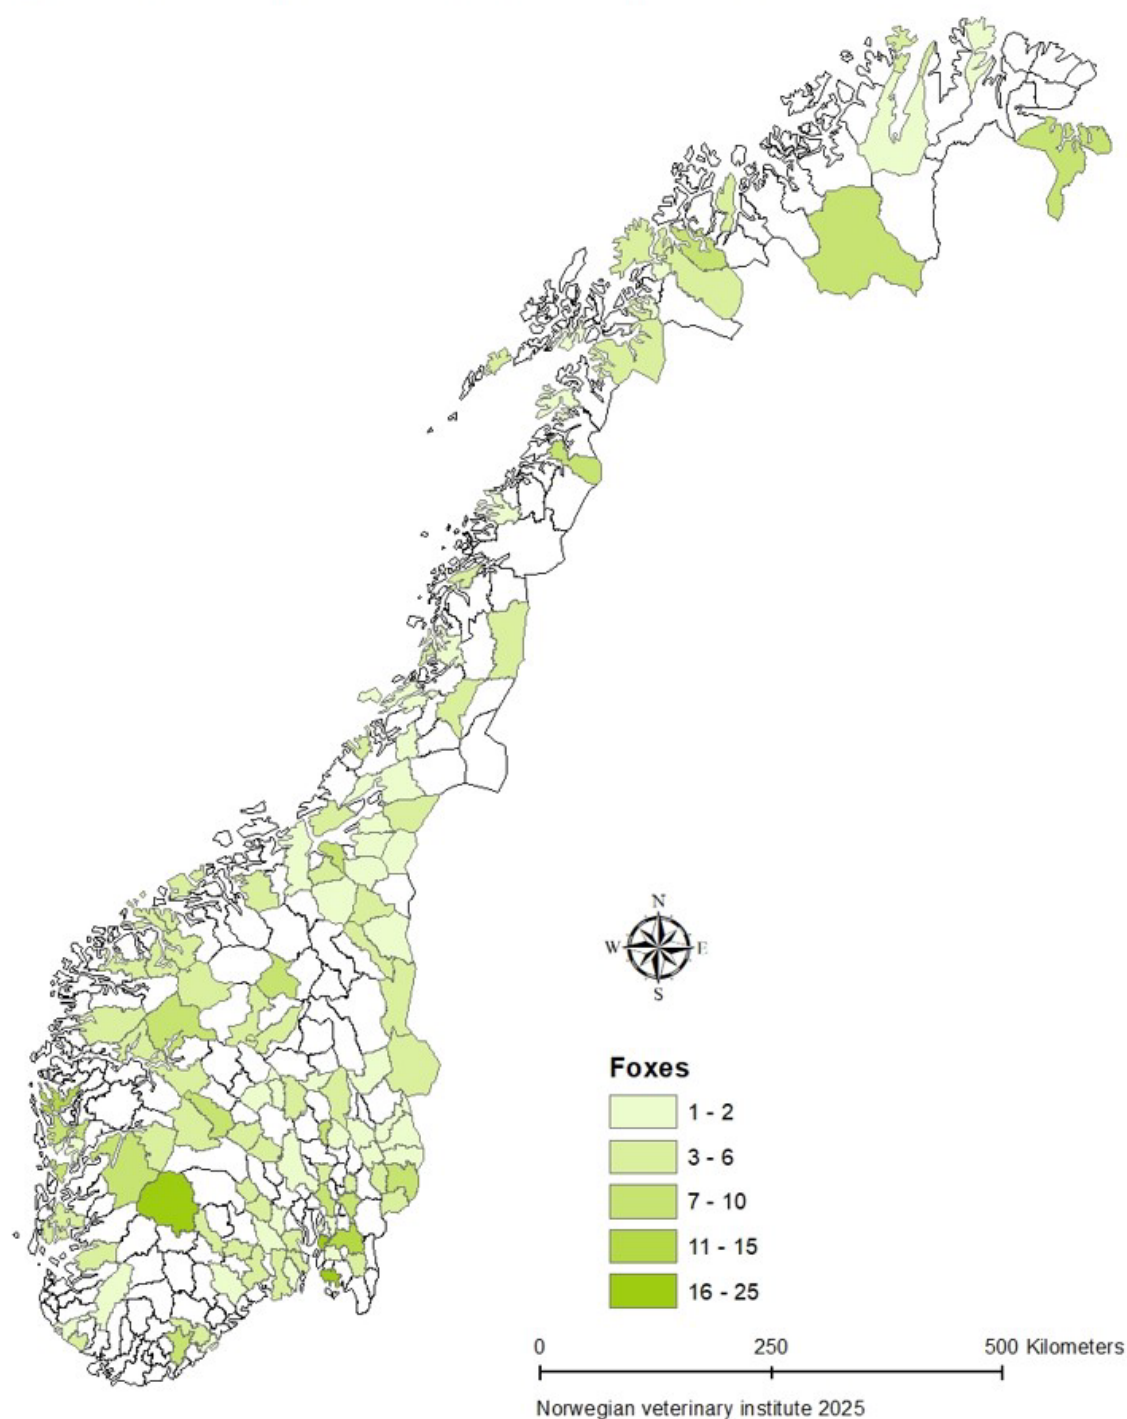 N
W E
S
Foxes
1 - 2
3 - 6
7 - 10
11 - 15
16 - 25
0 250 500 Kilometers
Norwegian veterinary institute 2025